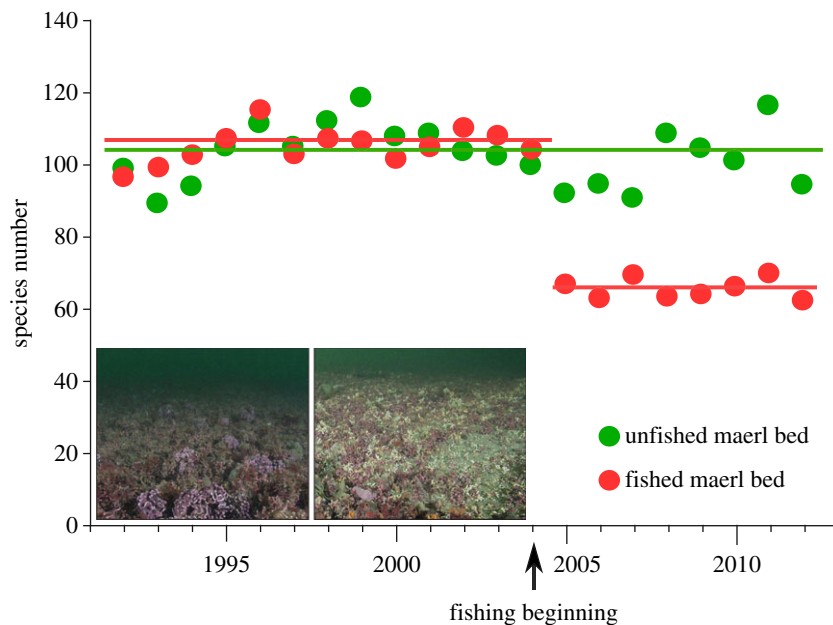 140
120
100
80
60
40
20
0
species number
unfished maerl bed
fished maerl bed
1995 2000 2005 2010
fishing beginning